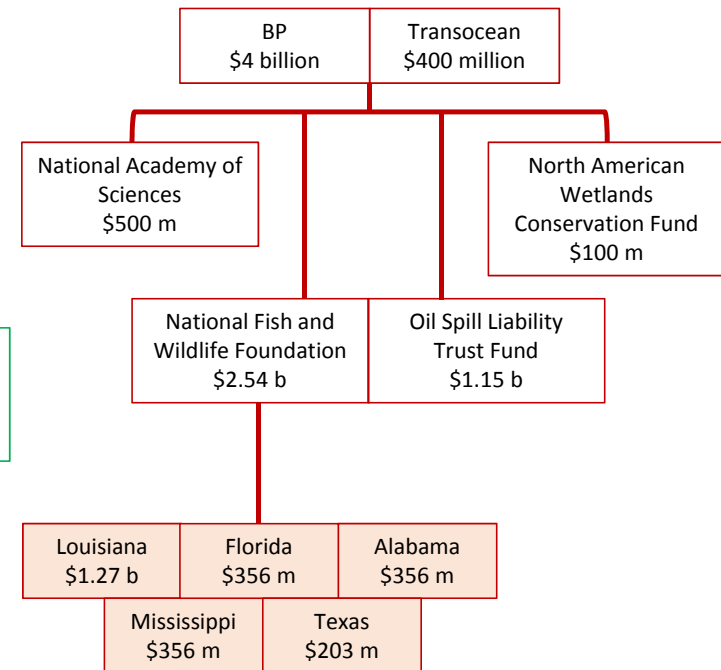 BP
$4 billion
Transocean
$400 million
National Academy of
Sciences
$500 m
North American
Wetlands
Conservation Fund
$100 m
National Fish and
Wildlife Foundation
$2.54 b
Oil Spill Liability
Trust Fund
$1.15 b
Louisiana
$1.27 b
Florida
$356 m
Alabama
$356 m
Mississippi
$356 m
Texas
$203 m